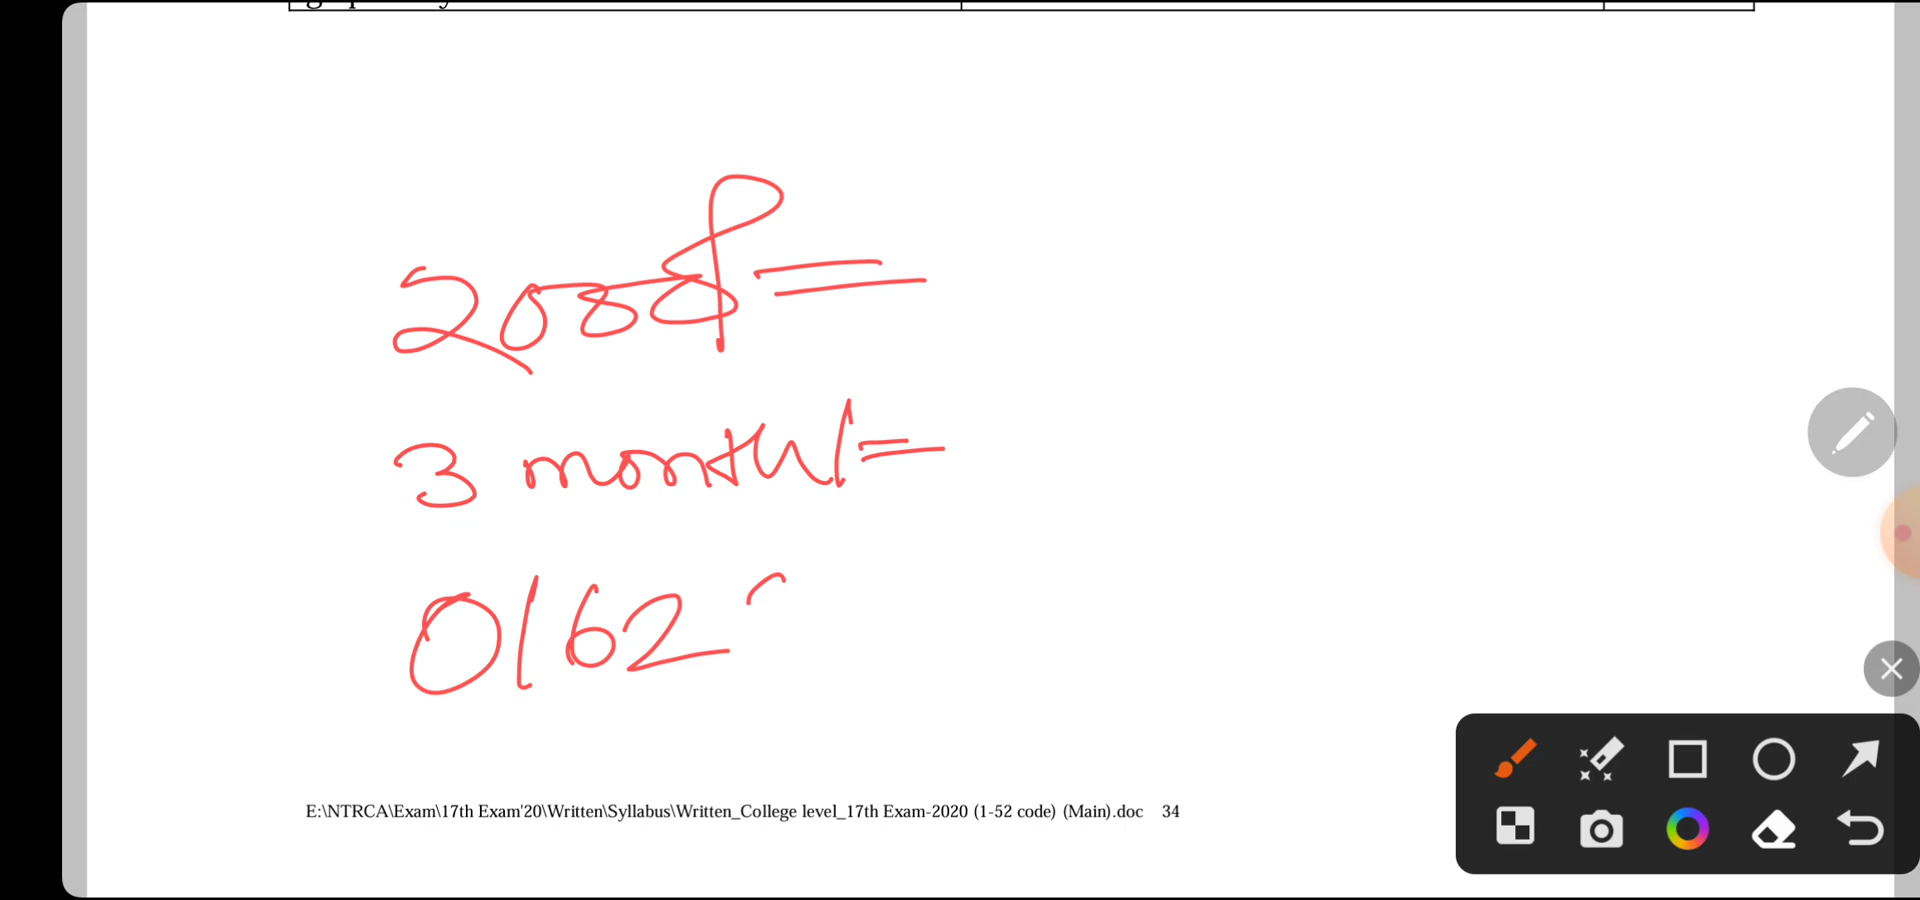 3 month =
0162
E:\NTRCA\Exam\17th Exam'20\Written\Syllabus\Written_College level_17th Exam-2020 (1-52 code) (Main).doc 34